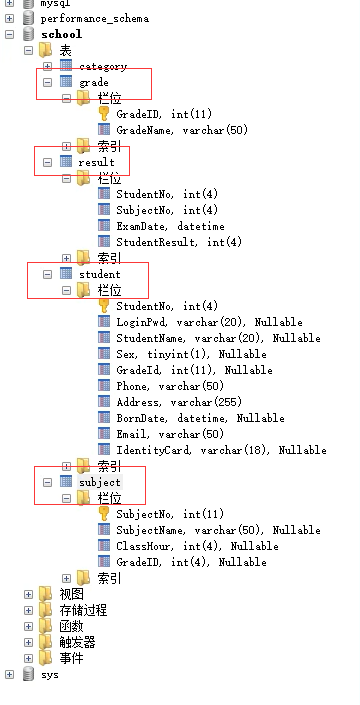 mysql
performance_schema
school
表
category
grade
栏位
GradeID, int(11)
GradeName, varchar(50)
索引
result
栏位
StudentNo, int(4)
SubjectNo, int(4)
ExamDate, datetime
StudentResult, int(4)
索引
student
栏位
StudentNo, int(4)
LoginPwd, varchar(20), Nullable
StudentName, varchar(20), Nullable
Sex, tinyint(1), Nullable
GradeId, int(11), Nullable
Phone, varchar(50)
Address, varchar(255)
BornDate, datetime, Nullable
Email, varchar(50)
IdentityCard, varchar(18), Nullable
索引
subject
栏位
SubjectNo, int(11)
SubjectName, varchar(50), Nullable
ClassHour, int(4), Nullable
GradeID, int(4), Nullable
索引
视图
存储过程
函数
触发器
事件
sys